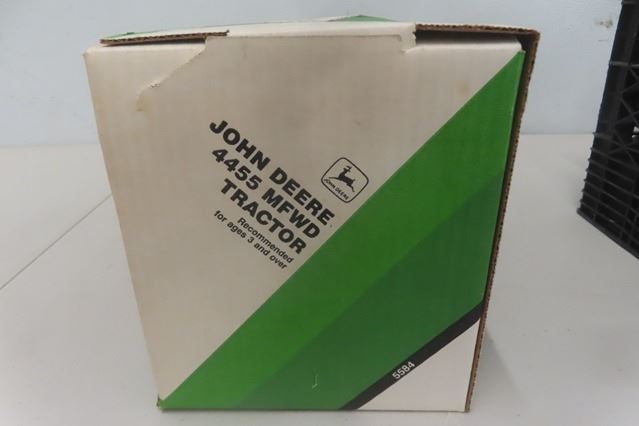 JOHN DEERE
4455 MFWD
TRACTOR
Recommended
for ages 3 and over
JOHN DEERE
5584